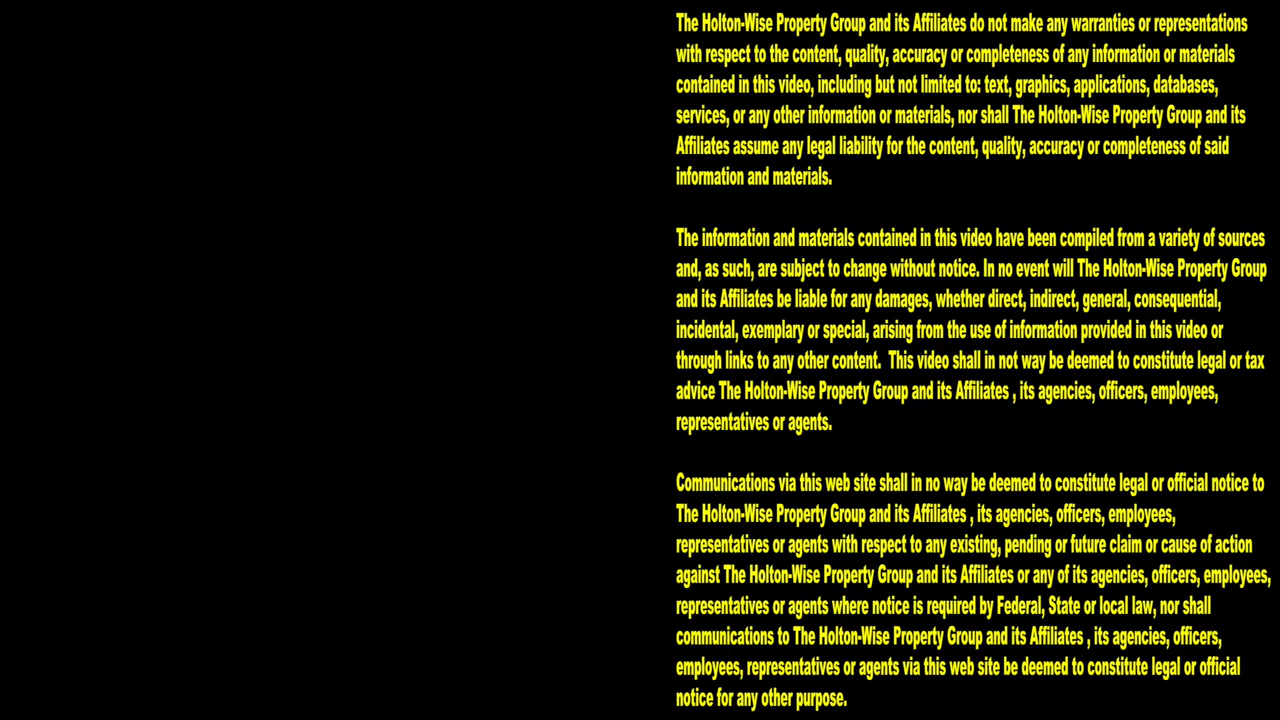 The Holton-Wise Property Group and its Affiliates do not make any warranties or representations
with respect to the content, quality, accuracy or completeness of any information or materials
contained in this video, including but not limited to: text, graphics, applications, databases,
services, or any other information or materials, nor shall The Holton-Wise Property Group and its
Affiliates assume any legal liability for the content, quality, accuracy or completeness of said
information and materials.
The information and materials contained in this video have been compiled from a variety of sources
and, as such, are subject to change without notice. In no event will The Holton-Wise Property Group
and its Affiliates be liable for any damages, whether direct, indirect, general, consequential,
incidental, exemplary or special, arising from the use of information provided in this video or
through links to any other content.  This video shall in not way be deemed to constitute legal or tax
advice The Holton-Wise Property Group and its Affiliates , its agencies, officers, employees,
representatives or agents.
Communications via this web site shall in no way be deemed to constitute legal or official notice to
The Holton-Wise Property Group and its Affiliates , its agencies, officers, employees,
representatives or agents with respect to any existing, pending or future claim or cause of action
against The Holton-Wise Property Group and its Affiliates or any of its agencies, officers, employees,
representatives or agents where notice is required by Federal, State or local law, nor shall
communications to The Holton-Wise Property Group and its Affiliates , its agencies, officers,
employees, representatives or agents via this web site be deemed to constitute legal or official
notice for any other purpose.